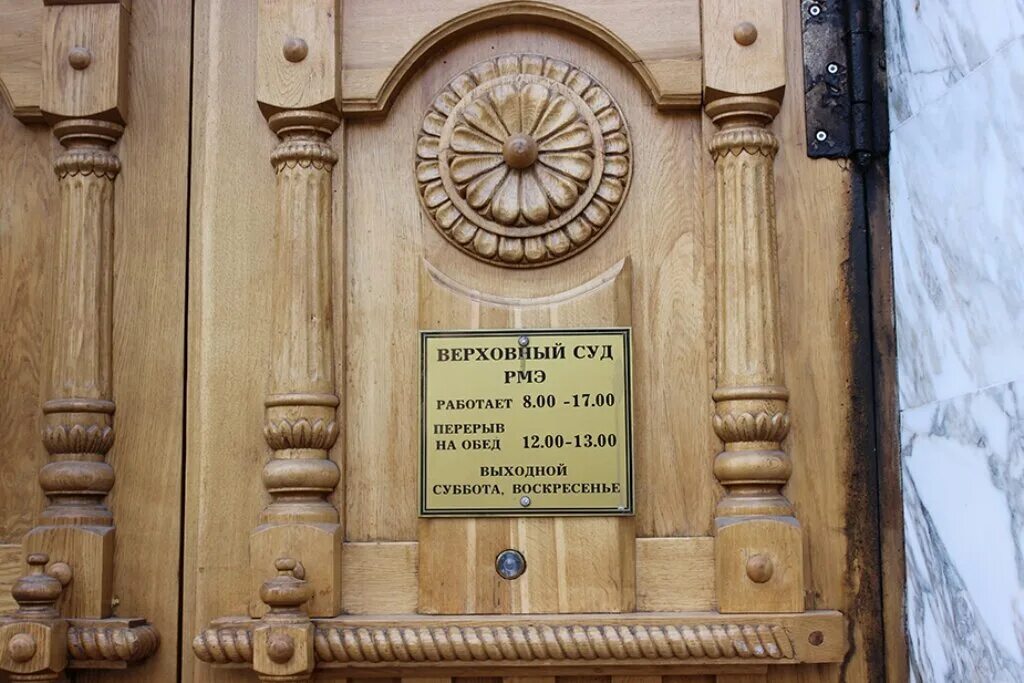 ВЕРХОВНЫЙ СУД
РМЭ
РАБОТАЕТ 8.00 -17.00
ПЕРЕРЫВ
НА ОБЕД 12.00-13.00
ВЫХОДНОЙ
СУББОТА, ВОСКРЕСЕНЬЕ